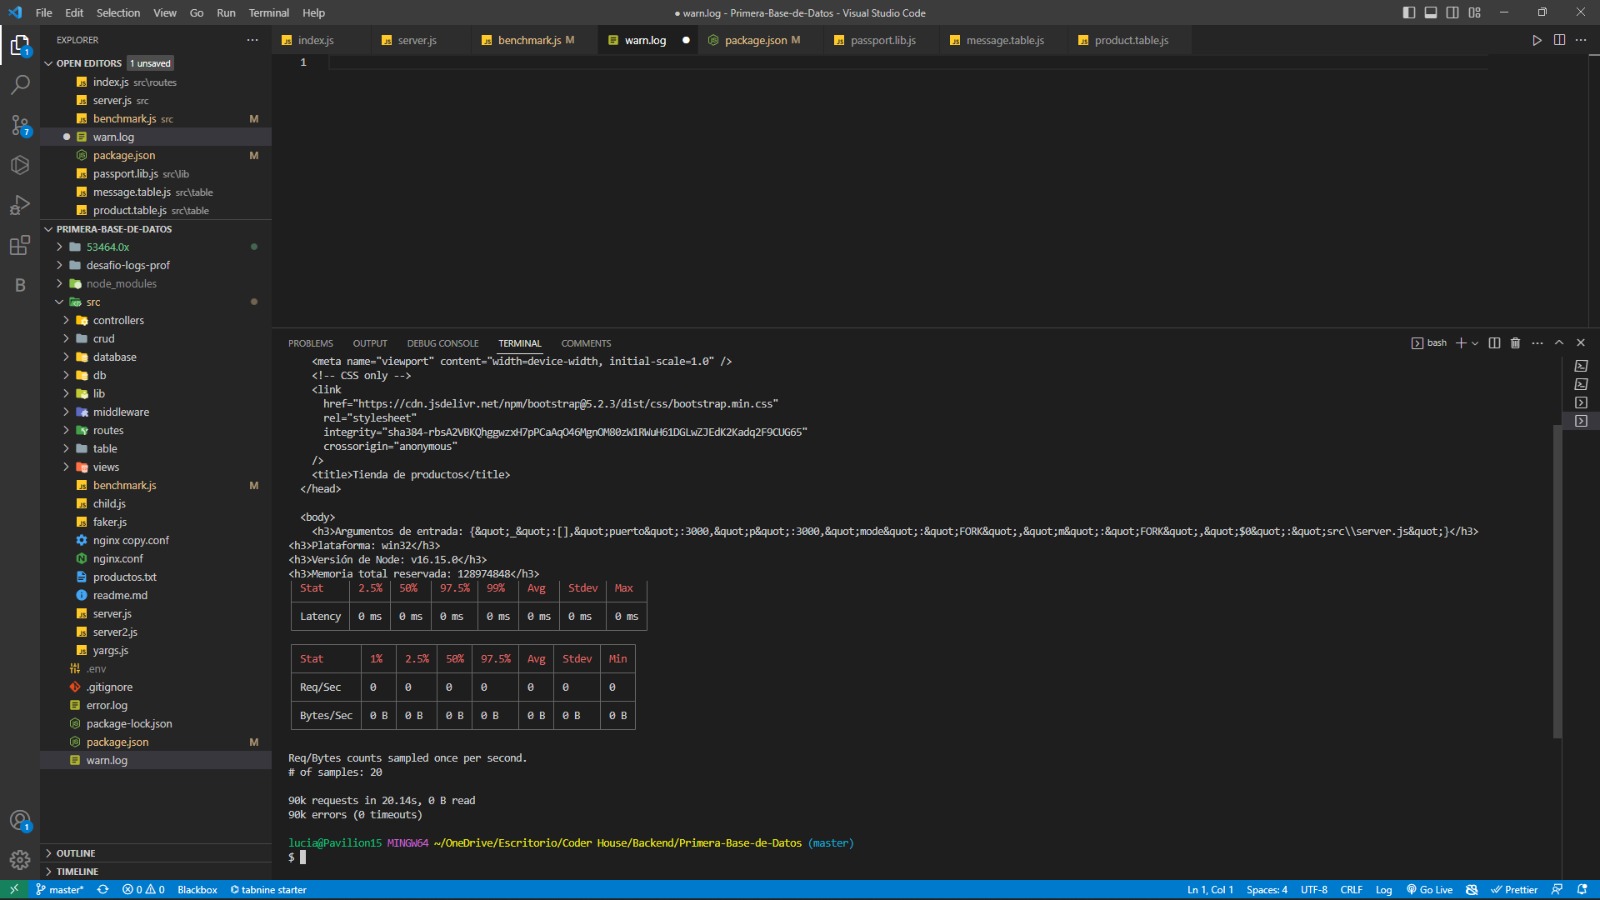 File Edit Selection View Go Run Terminal Help
● warn.log - Primera-Base-de-Datos - Visual Studio Code
EXPLORER
index.js
server.js
benchmark.js M
warn.log
package.json M
passport.lib.js
message.table.js
product.table.js
OPEN EDITORS 1 unsaved
index.js src\routes
server.js src
benchmark.js src M
warn.log
package.json M
passport.lib.js src\lib
message.table.js src\table
product.table.js src\table
PRIMERA-BASE-DE-DATOS
53464.0x
desafio-logs-prof
node_modules
src
controllers
crud
database
db
lib
middleware
routes
table
views
benchmark.js M
child.js
faker.js
nginx copy.conf
nginx.conf
productos.txt
readme.md
server.js
server2.js
yargs.js
.env
.gitignore
error.log
package-lock.json
package.json M
warn.log
OUTLINE
TIMELINE
1
PROBLEMS OUTPUT DEBUG CONSOLE TERMINAL COMMENTS
bash
<meta name="viewport" content="width=device-width, initial-scale=1.0" />
<!-- CSS only -->
<link
href="https://cdn.jsdelivr.net/npm/bootstrap@5.2.3/dist/css/bootstrap.min.css"
rel="stylesheet"
integrity="sha384-rbsA2VBKQhggwzxH7pPCaAqO46MgnOM80zW1RWuH61DGLwZJEdK2Kadq2F9CUG65"
crossorigin="anonymous"
/>
<title>Tienda de productos</title>
</head>
<body>
<h3>Argumentos de entrada: {&quot;_&quot;:[],&quot;puerto&quot;:3000,&quot;p&quot;:3000,&quot;mode&quot;:&quot;FORK&quot;,&quot;m&quot;:&quot;FORK&quot;,&quot;$0&quot;:&quot;src\\server.js&quot;}</h3>
<h3>Plataforma: win32</h3>
<h3>Versión de Node: v16.15.0</h3>
<h3>Memoria total reservada: 128974848</h3>
Stat 2.5% 50% 97.5% 99% Avg Stdev Max
Latency 0 ms 0 ms 0 ms 0 ms 0 ms 0 ms 0 ms
Stat 1% 2.5% 50% 97.5% Avg Stdev Min
Req/Sec 0 0 0 0 0 0 0
Bytes/Sec 0 B 0 B 0 B 0 B 0 B 0 B 0 B
Req/Bytes counts sampled once per second.
# of samples: 20
90k requests in 20.14s, 0 B read
90k errors (0 timeouts)
lucia@Pavilion15 MINGW64 ~/OneDrive/Escritorio/Coder House/Backend/Primera-Base-de-Datos (master)
$
master* 0 0 Blackbox tabnine starter
Ln 1, Col 1 Spaces: 4 UTF-8 CRLF Log Go Live Prettier